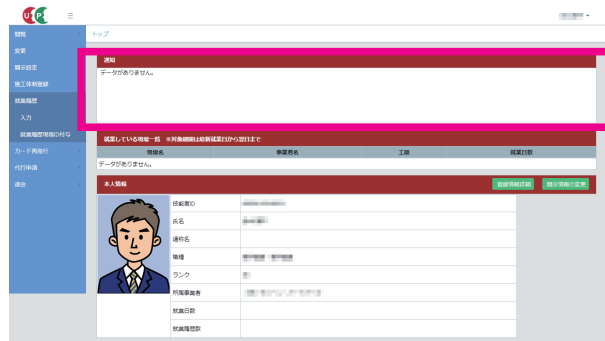 閲覧
変更
開示設定
施工体制登録
就業履歴
入力
就業履歴現場ID付与
カード再発行
代行申請
退会
トップ
通知
データがありません。
就業している現場一覧 ※対象期間は最新就業日から翌日まで
現場名 事業者名 工期 就業日数
データがありません。
本人情報 登録情報詳細 開示情報の変更
技能者ID
氏名
通称名
職種
ランク
所属事業者
就業日数
就業履歴数